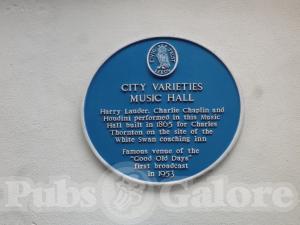 CITY VARIETIES
MUSIC HALL
Harry Lauder, Charlie Chaplin and
Houdini performed in this Music
Hall built in 1865 for Charles
Thornton on the site of the
White Swan coaching inn
Famous venue of the
"Good Old Days"
first broadcast
in 1953
Pubs Galore